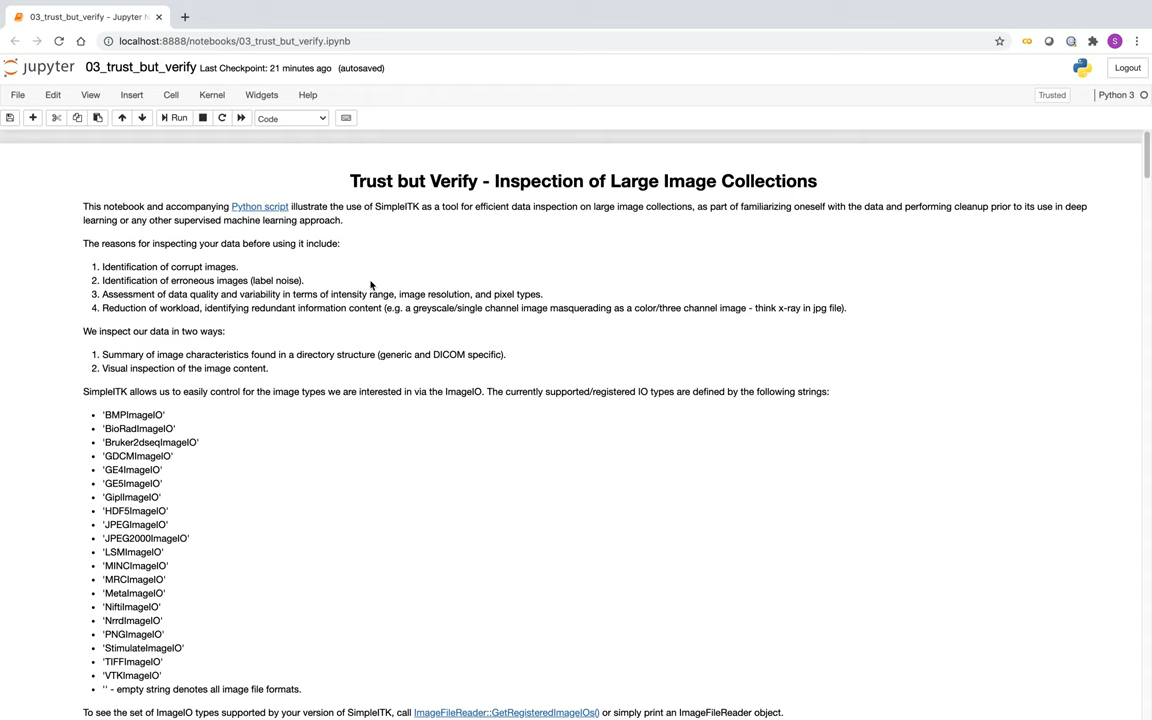 03_trust_but_verify - Jupyter N
localhost:8888/notebooks/03_trust_but_verify.ipynb
S
jupyter 03_trust_but_verify Last Checkpoint: 21 minutes ago (autosaved)
Logout
File Edit View Insert Cell Kernel Widgets Help
Trusted Python 3
Run Code
Trust but Verify - Inspection of Large Image Collections
This notebook and accompanying Python script illustrate the use of SimpleITK as a tool for efficient data inspection on large image collections, as part of familiarizing oneself with the data and performing cleanup prior to its use in deep
learning or any other supervised machine learning approach.
The reasons for inspecting your data before using it include:
1. Identification of corrupt images.
2. Identification of erroneous images (label noise).
3. Assessment of data quality and variability in terms of intensity range, image resolution, and pixel types.
4. Reduction of workload, identifying redundant information content (e.g. a greyscale/single channel image masquerading as a color/three channel image - think x-ray in jpg file).
We inspect our data in two ways:
1. Summary of image characteristics found in a directory structure (generic and DICOM specific).
2. Visual inspection of the image content.
SimpleITK allows us to easily control for the image types we are interested in via the ImageIO. The currently supported/registered IO types are defined by the following strings:
• 'BMPImageIO'
• 'BioRadImageIO'
• 'Bruker2dseqImageIO'
• 'GDCMImageIO'
• 'GE4ImageIO'
• 'GE5ImageIO'
• 'GiplImageIO'
• 'HDF5ImageIO'
• 'JPEGImageIO'
• 'JPEG2000ImageIO'
• 'LSMImageIO'
• 'MINCImageIO'
• 'MRCImageIO'
• 'MetaImageIO'
• 'NiftiImageIO'
• 'NrrdImageIO'
• 'PNGImageIO'
• 'StimulateImageIO'
• 'TIFFImageIO'
• 'VTKImageIO'
• '' - empty string denotes all image file formats.
To see the set of ImageIO types supported by your version of SimpleITK, call ImageFileReader::GetRegisteredImageIOs() or simply print an ImageFileReader object.